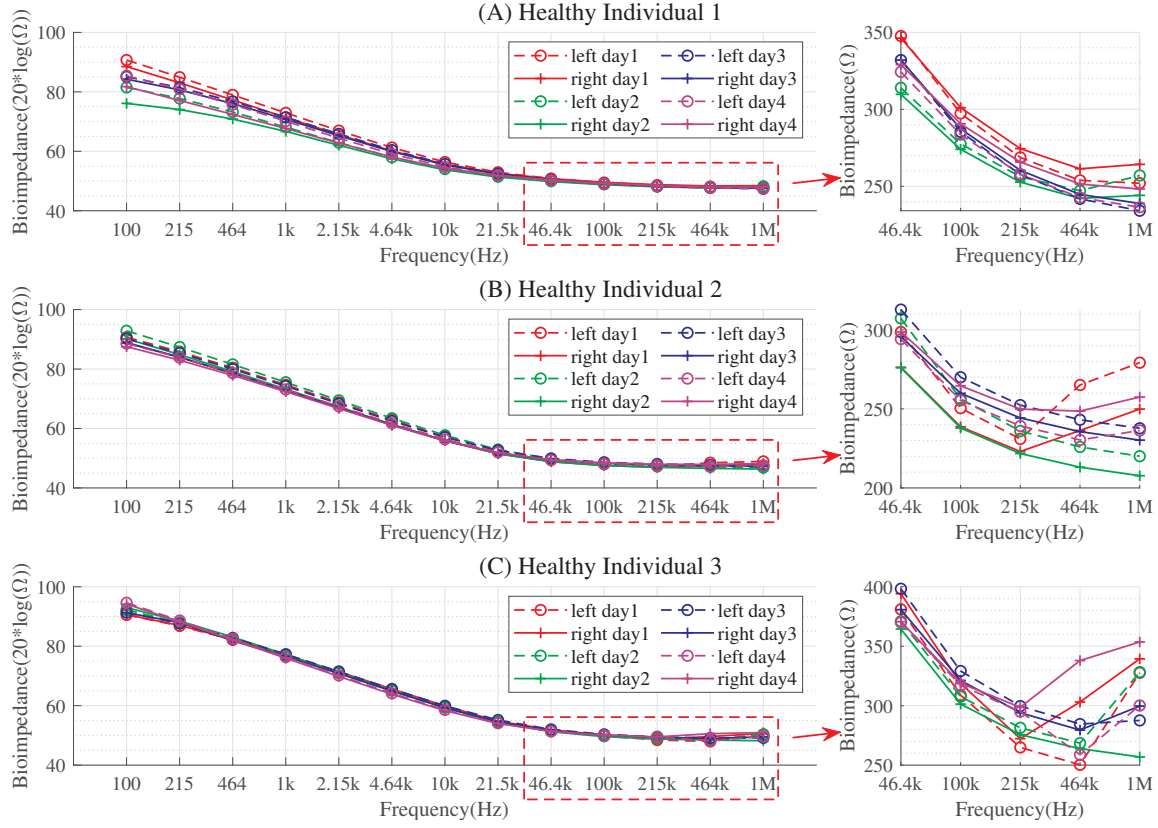 (A) Healthy Individual 1
Bioimpedance(20*log(Ω))
100
80
60
40
left day1
right day1
left day2
right day2
left day3
right day3
left day4
right day4
100 215 464 1k 2.15k 4.64k 10k 21.5k 46.4k 100k 215k 464k 1M
Frequency(Hz)
Bioimpedance(Ω)
350
300
250
46.4k 100k 215k 464k 1M
Frequency(Hz)
(B) Healthy Individual 2
Bioimpedance(20*log(Ω))
100
80
60
40
left day1
right day1
left day2
right day2
left day3
right day3
left day4
right day4
100 215 464 1k 2.15k 4.64k 10k 21.5k 46.4k 100k 215k 464k 1M
Frequency(Hz)
Bioimpedance(Ω)
300
250
200
46.4k 100k 215k 464k 1M
Frequency(Hz)
(C) Healthy Individual 3
Bioimpedance(20*log(Ω))
100
80
60
40
left day1
right day1
left day2
right day2
left day3
right day3
left day4
right day4
100 215 464 1k 2.15k 4.64k 10k 21.5k 46.4k 100k 215k 464k 1M
Frequency(Hz)
Bioimpedance(Ω)
400
350
300
250
46.4k 100k 215k 464k 1M
Frequency(Hz)